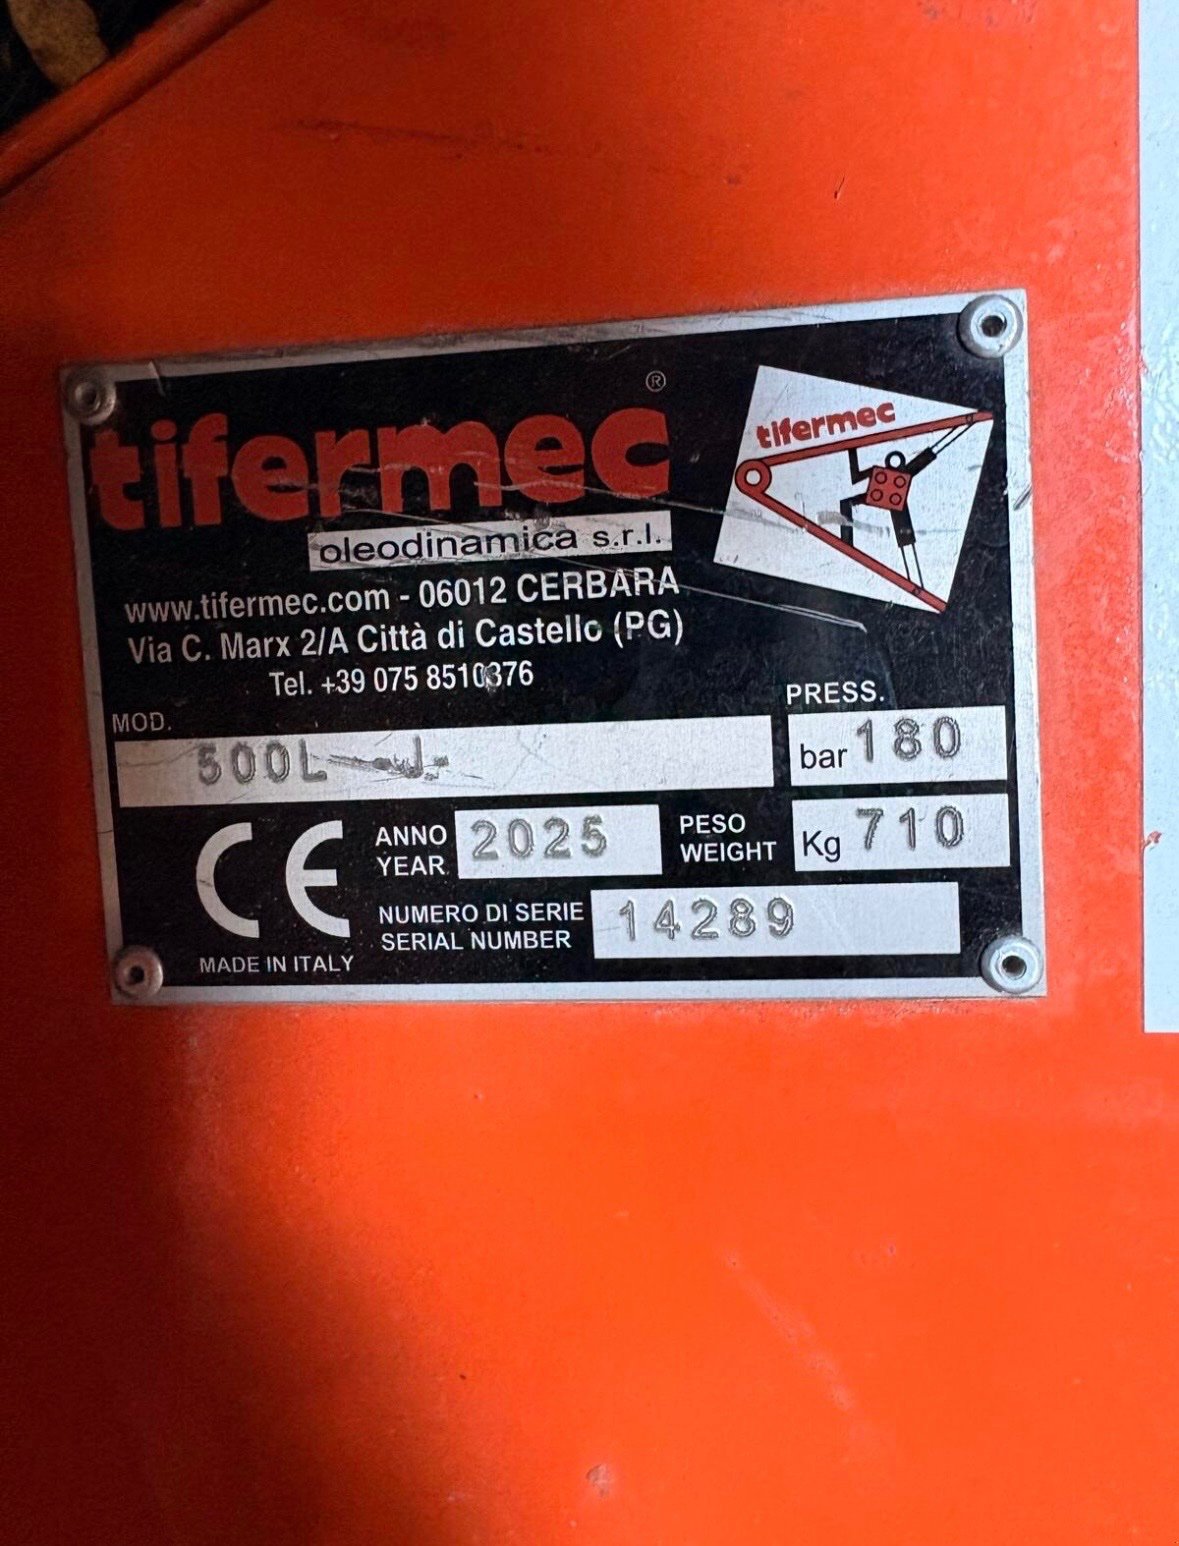 tifermec ®
tifermec
oleodinamica s.r.l.
www.tifermec.com - 06012 CERBARA
Via C. Marx 2/A Città di Castello (PG)
Tel. +39 075 8510376
MOD. 500L
PRESS. bar 180
ANNO 2025
YEAR
PESO Kg 710
WEIGHT
NUMERO DI SERIE 14289
SERIAL NUMBER
CE
MADE IN ITALY